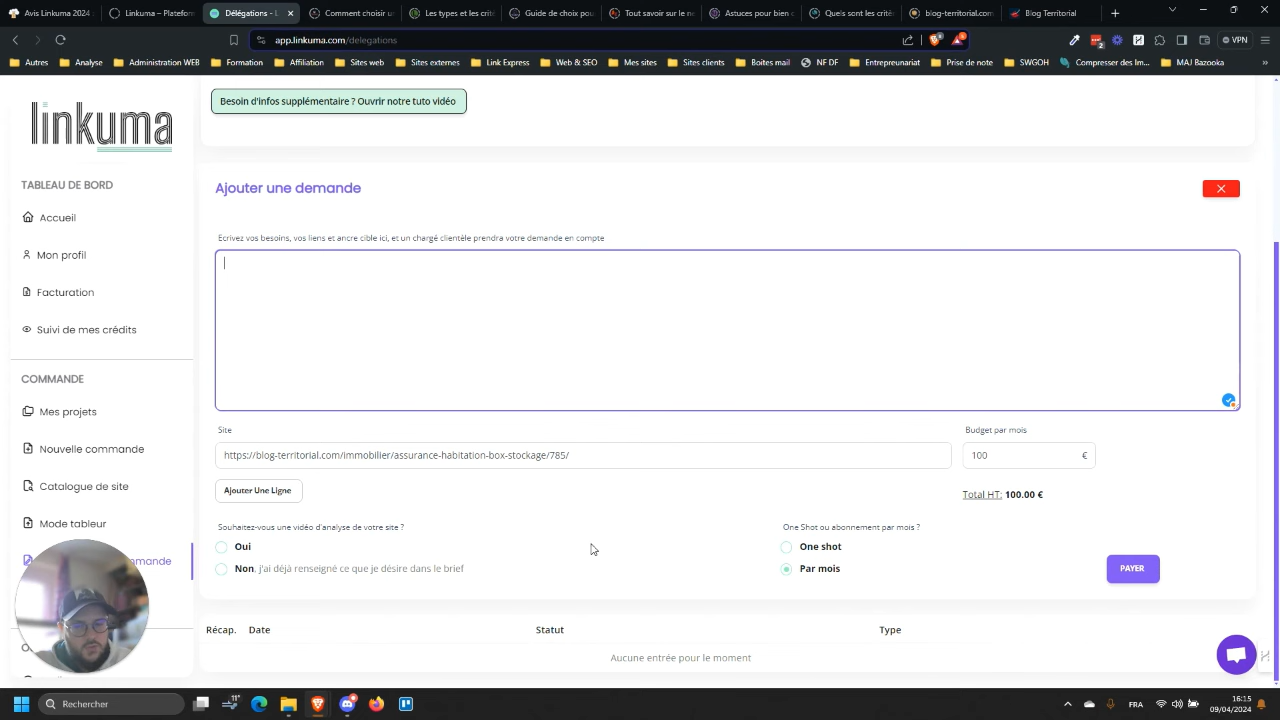 Avis Linkuma 2024
Linkuma – Platefor
Délégations - L
Comment choisir u
Les types et les crit
Guide de choix pou
Tout savoir sur le n
Astuces pour bien
Quels sont les critè
blog-territorial.com
Blog Territorial
app.linkuma.com/delegations
VPN
Autres
Analyse
Administration WEB
Formation
Affiliation
Sites web
Sites externes
Link Express
Web & SEO
Mes sites
Sites clients
Boites mail
NF DF
Entrepreunariat
Prise de note
SWGOH
Compresser des Im...
MAJ Bazooka
linkuma
Besoin d'infos supplémentaire ? Ouvrir notre tuto vidéo
TABLEAU DE BORD
Accueil
Mon profil
Facturation
Suivi de mes crédits
COMMANDE
Mes projets
Nouvelle commande
Catalogue de site
Mode tableur
mmande
Ajouter une demande
Ecrivez vos besoins, vos liens et ancre cible ici, et un chargé clientèle prendra votre demande en compte
Site
Budget par mois
https://blog-territorial.com/immobilier/assurance-habitation-box-stockage/785/
100 €
Ajouter Une Ligne
Total HT: 100.00 €
Souhaitez-vous une vidéo d'analyse de votre site ?
One Shot ou abonnement par mois ?
Oui
One shot
Non, j'ai déjà renseigné ce que je désire dans le brief
Par mois
PAYER
Récap.
Date
Statut
Type
Aucune entrée pour le moment
Rechercher
11°
FRA
16:15
09/04/2024